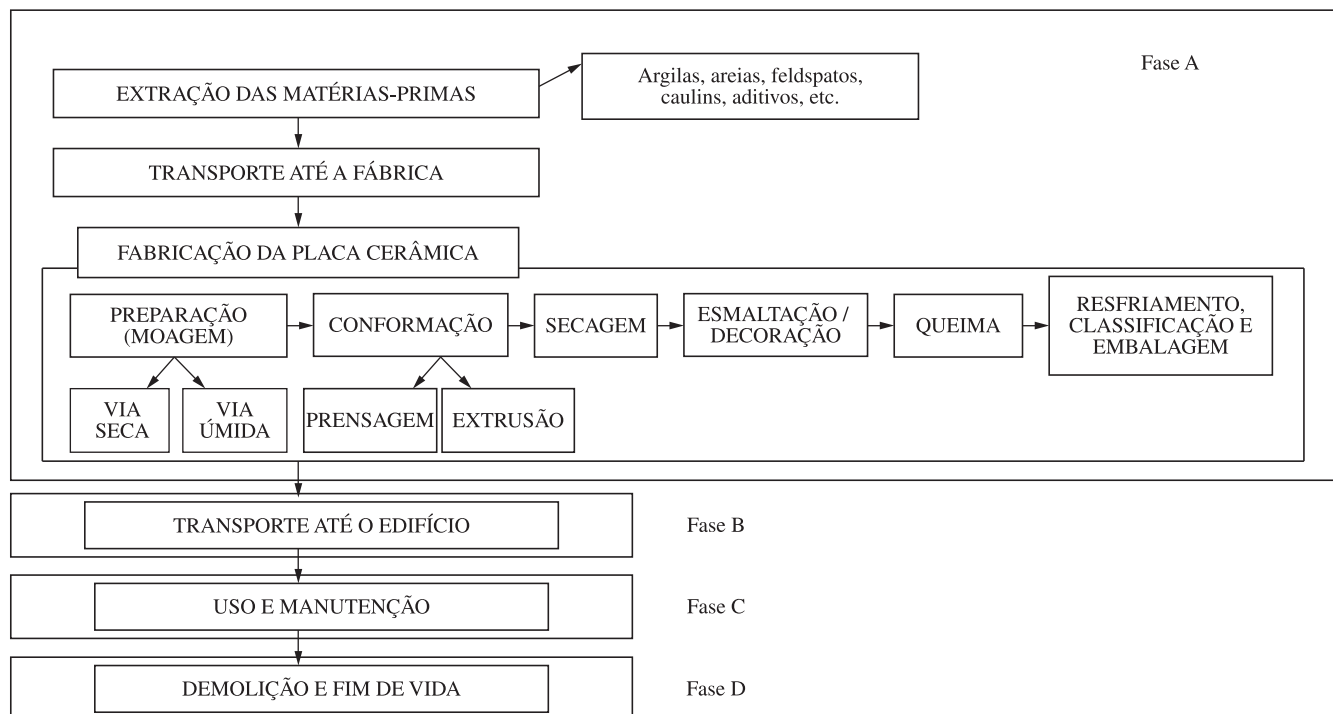 Fase A
EXTRAÇÃO DAS MATÉRIAS-PRIMAS
Argilas, areias, feldspatos,
caulins, aditivos, etc.
TRANSPORTE ATÉ A FÁBRICA
FABRICAÇÃO DA PLACA CERÂMICA
PREPARAÇÃO
(MOAGEM)
CONFORMAÇÃO
SECAGEM
ESMALTAÇÃO /
DECORAÇÃO
QUEIMA
RESFRIAMENTO,
CLASSIFICAÇÃO E
EMBALAGEM
VIA
SECA
VIA
ÚMIDA
PRENSAGEM
EXTRUSÃO
TRANSPORTE ATÉ O EDIFÍCIO
Fase B
USO E MANUTENÇÃO
Fase C
DEMOLIÇÃO E FIM DE VIDA
Fase D